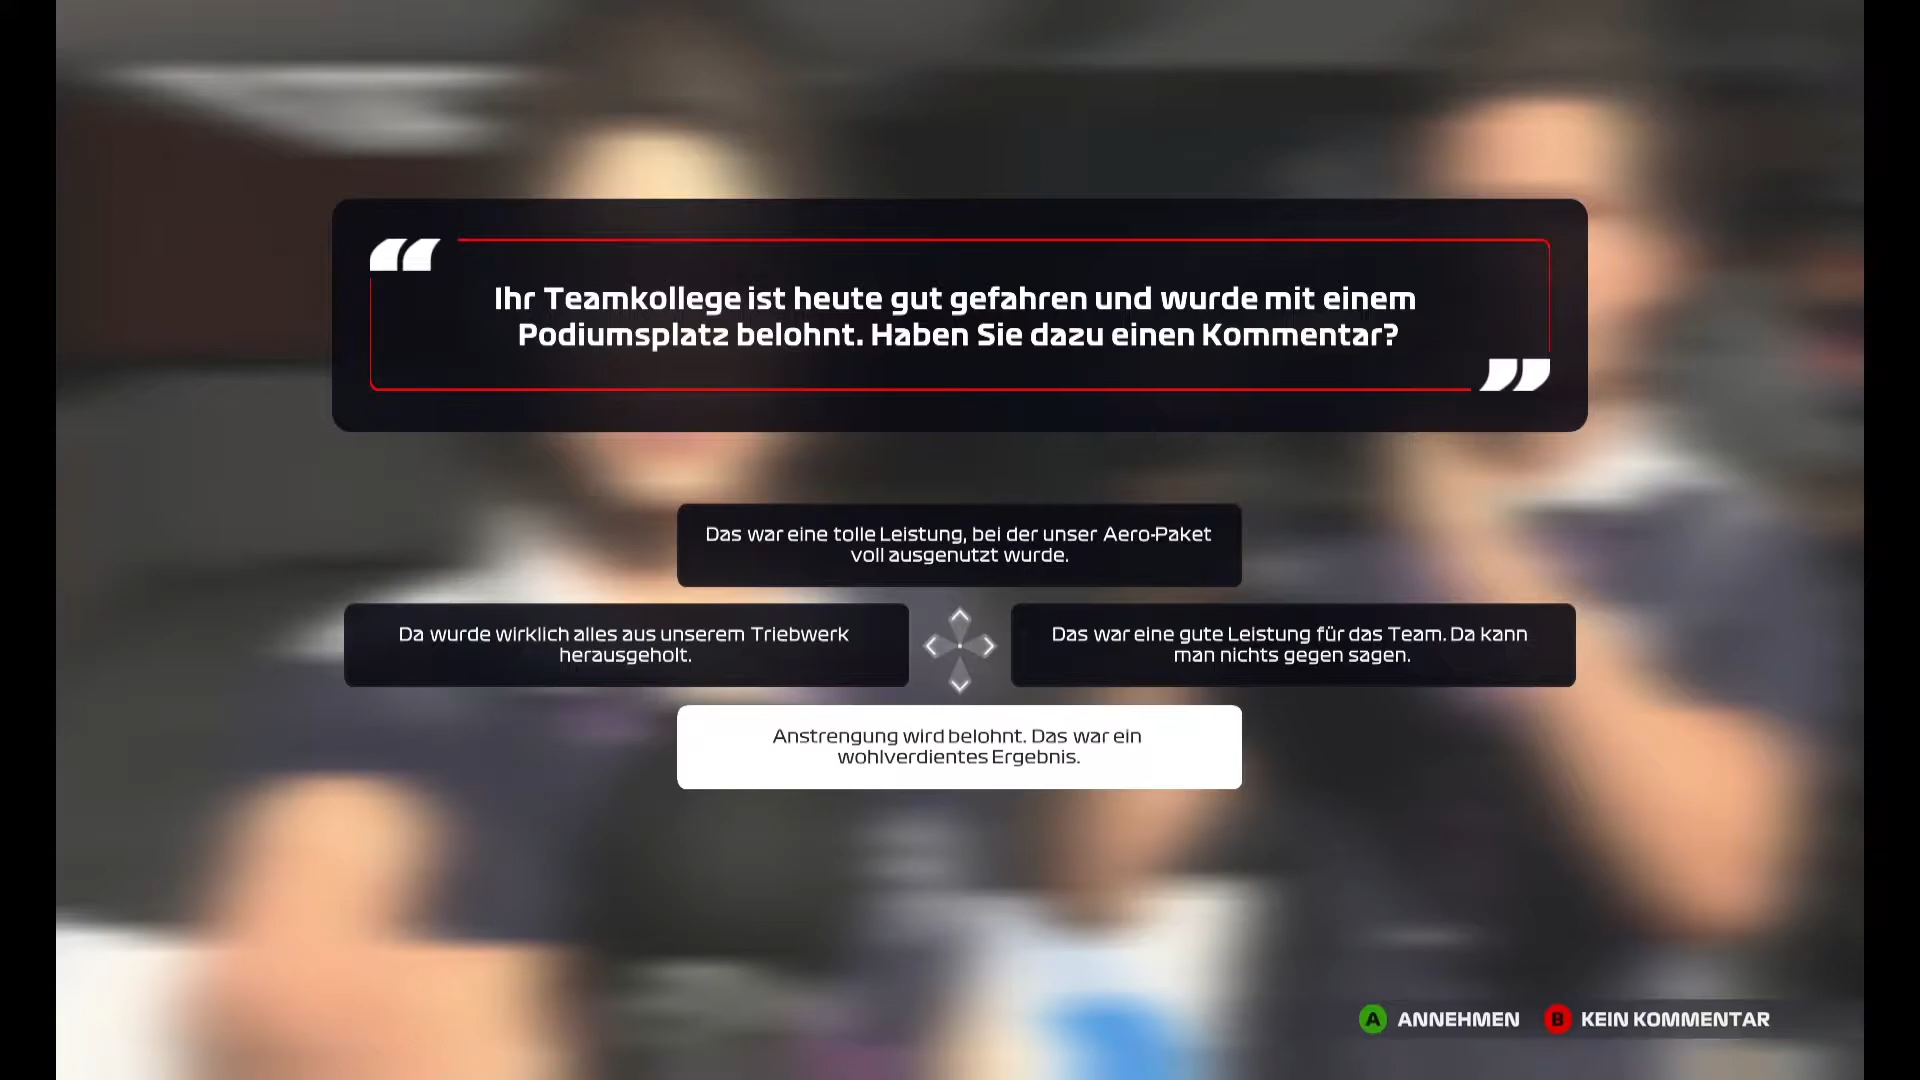 Ihr Teamkollege ist heute gut gefahren und wurde mit einem
Podiumsplatz belohnt. Haben Sie dazu einen Kommentar?
Das war eine tolle Leistung, bei der unser Aero-Paket
voll ausgenutzt wurde.
Da wurde wirklich alles aus unserem Triebwerk
herausgeholt.
Das war eine gute Leistung für das Team. Da kann
man nichts gegen sagen.
Anstrengung wird belohnt. Das war ein
wohlverdientes Ergebnis.
A ANNEHMEN B KEIN KOMMENTAR